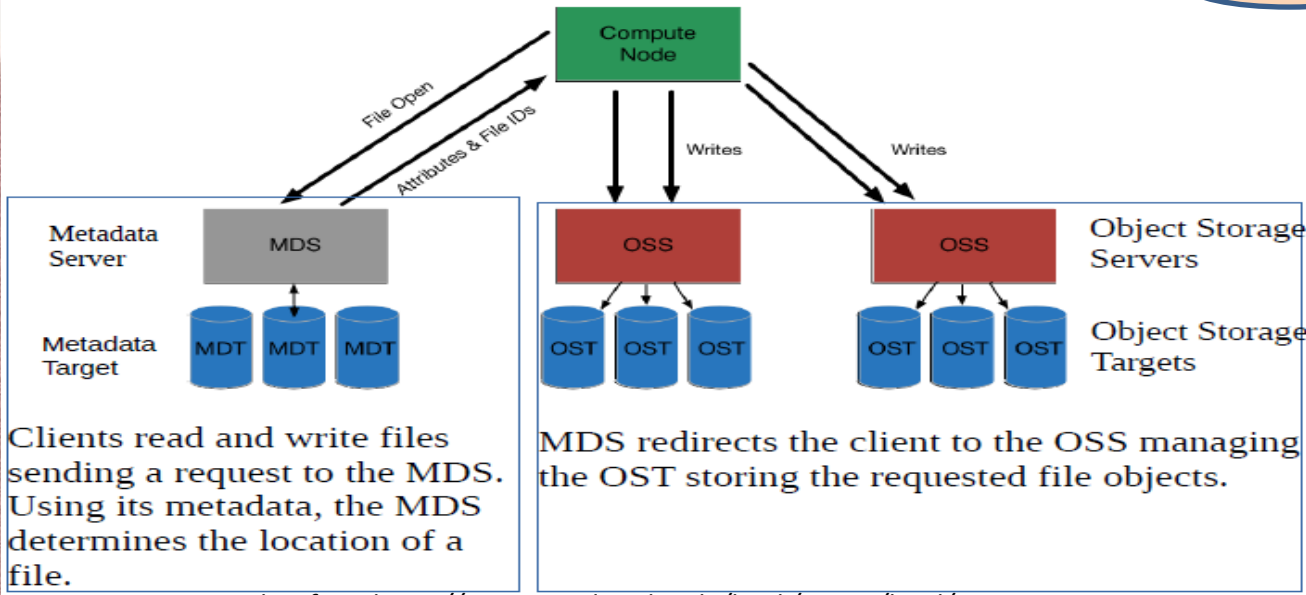 Compute
Node
File Open
Attributes & File IDs
Writes
Writes
Metadata
Server
MDS
OSS
OSS
Object Storage
Servers
Metadata
Target
MDT
MDT
MDT
OST
OST
OST
OST
OST
OST
Object Storage
Targets
Clients read and write files
sending a request to the MDS.
Using its metadata, the MDS
determines the location of a
file.
MDS redirects the client to the OSS managing
the OST storing the requested file objects.